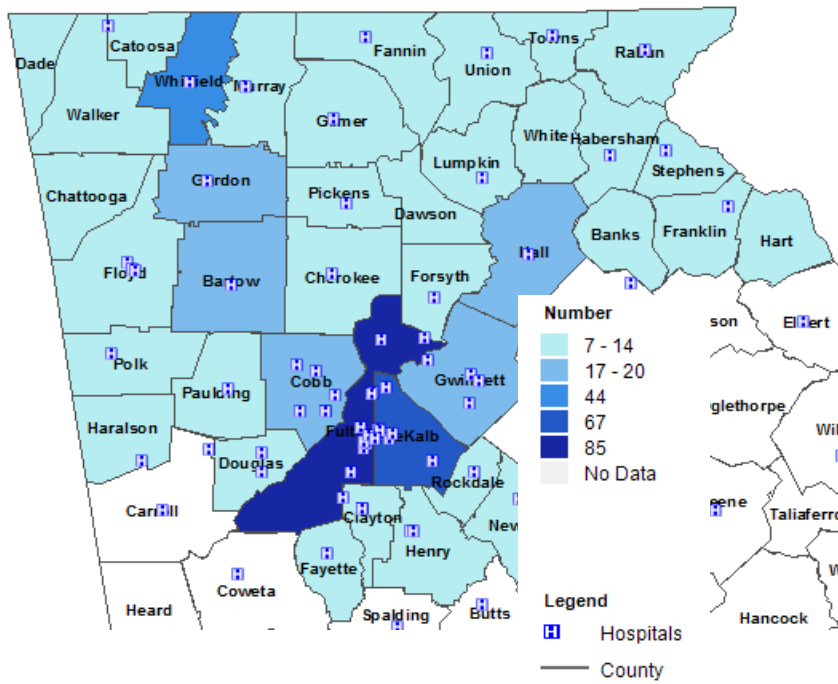 Catoosa
Fannin
Towns
Rabun
Dade
Union
Whitfield
Murray
Walker
Gilmer
White
Habersham
Lumpkin
Stephens
Gordon
Chattooga
Pickens
Dawson
Banks
Franklin
Hart
Hall
Floyd
Bartow
Cherokee
Forsyth
Number
son
Elbert
7 - 14
17 - 20
44
67
85
No Data
Polk
Cobb
Gwinnett
Paulding
glethorpe
Haralson
Fulton
DeKalb
Wil
Douglas
Rockdale
Carroll
Clayton
New
eene
Taliaferro
Henry
Fayette
Coweta
W
Heard
Spalding
Butts
Hancock
Legend
H Hospitals
County